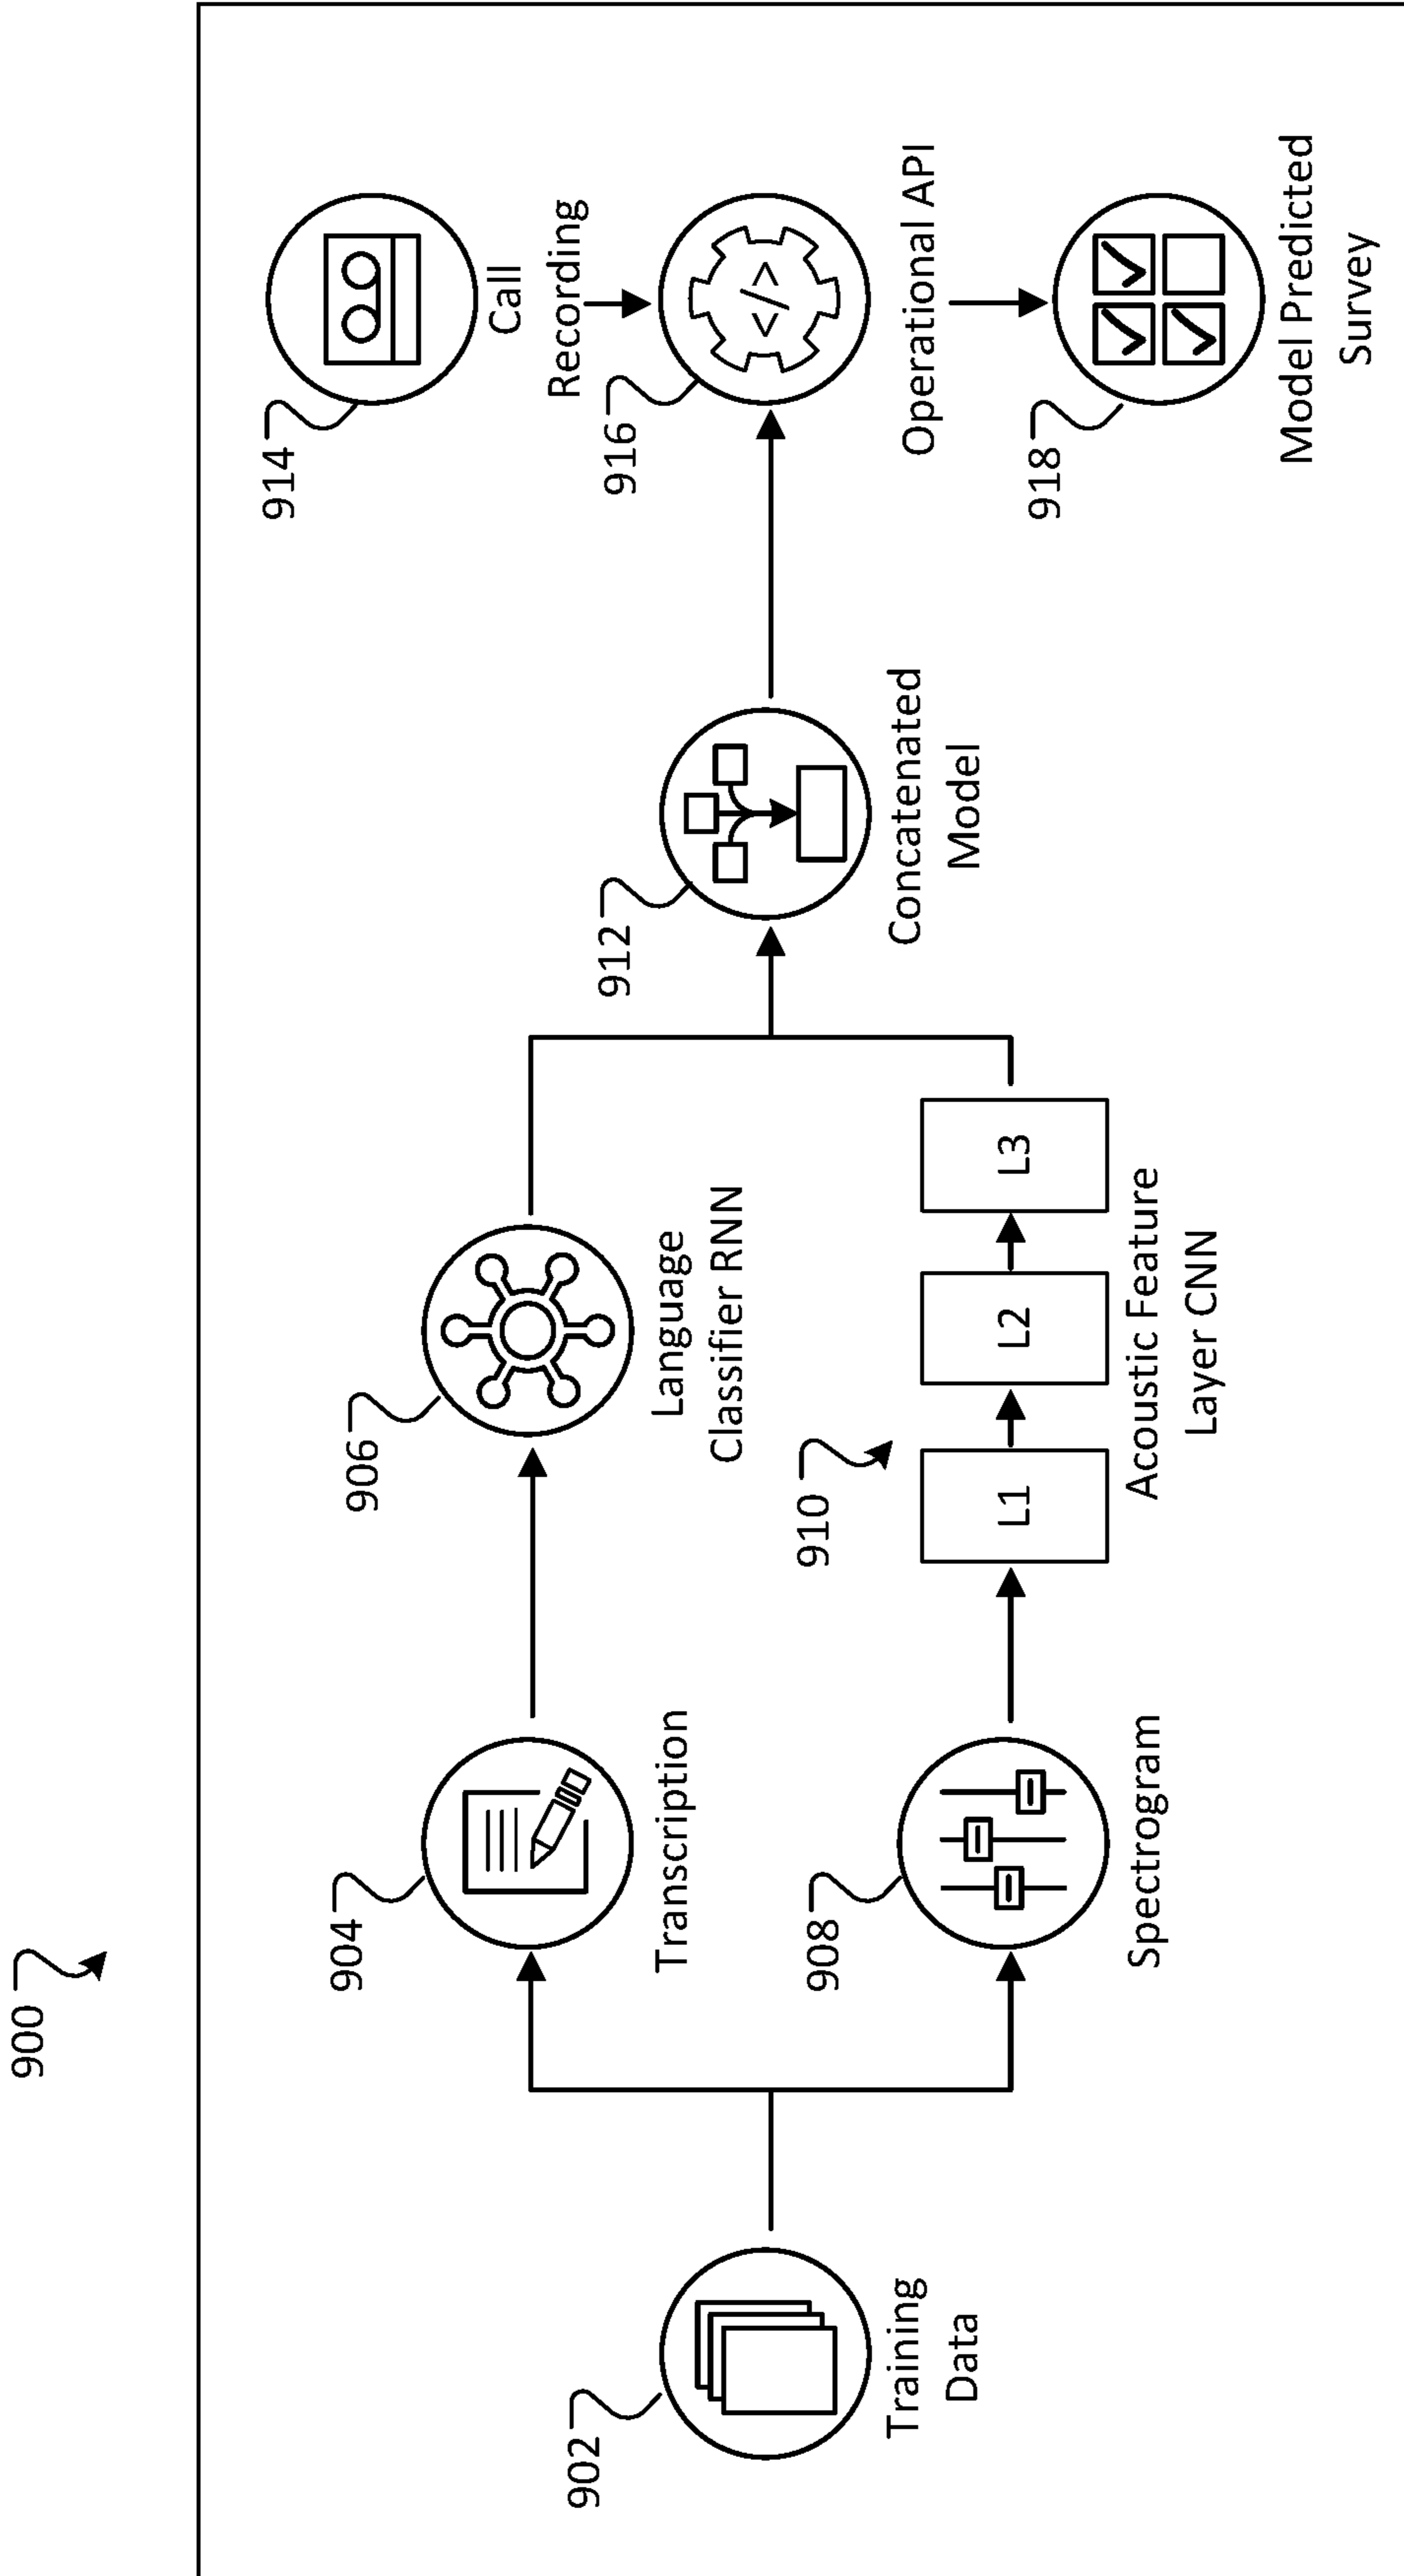 900
902
Training
Data
904
Transcription
906
Language
Classifier RNN
908
Spectrogram
910
L1
L2
L3
Acoustic Feature
Layer CNN
912
Concatenated
Model
914
Call
Recording
916
</>
Operational API
918
Model Predicted
Survey